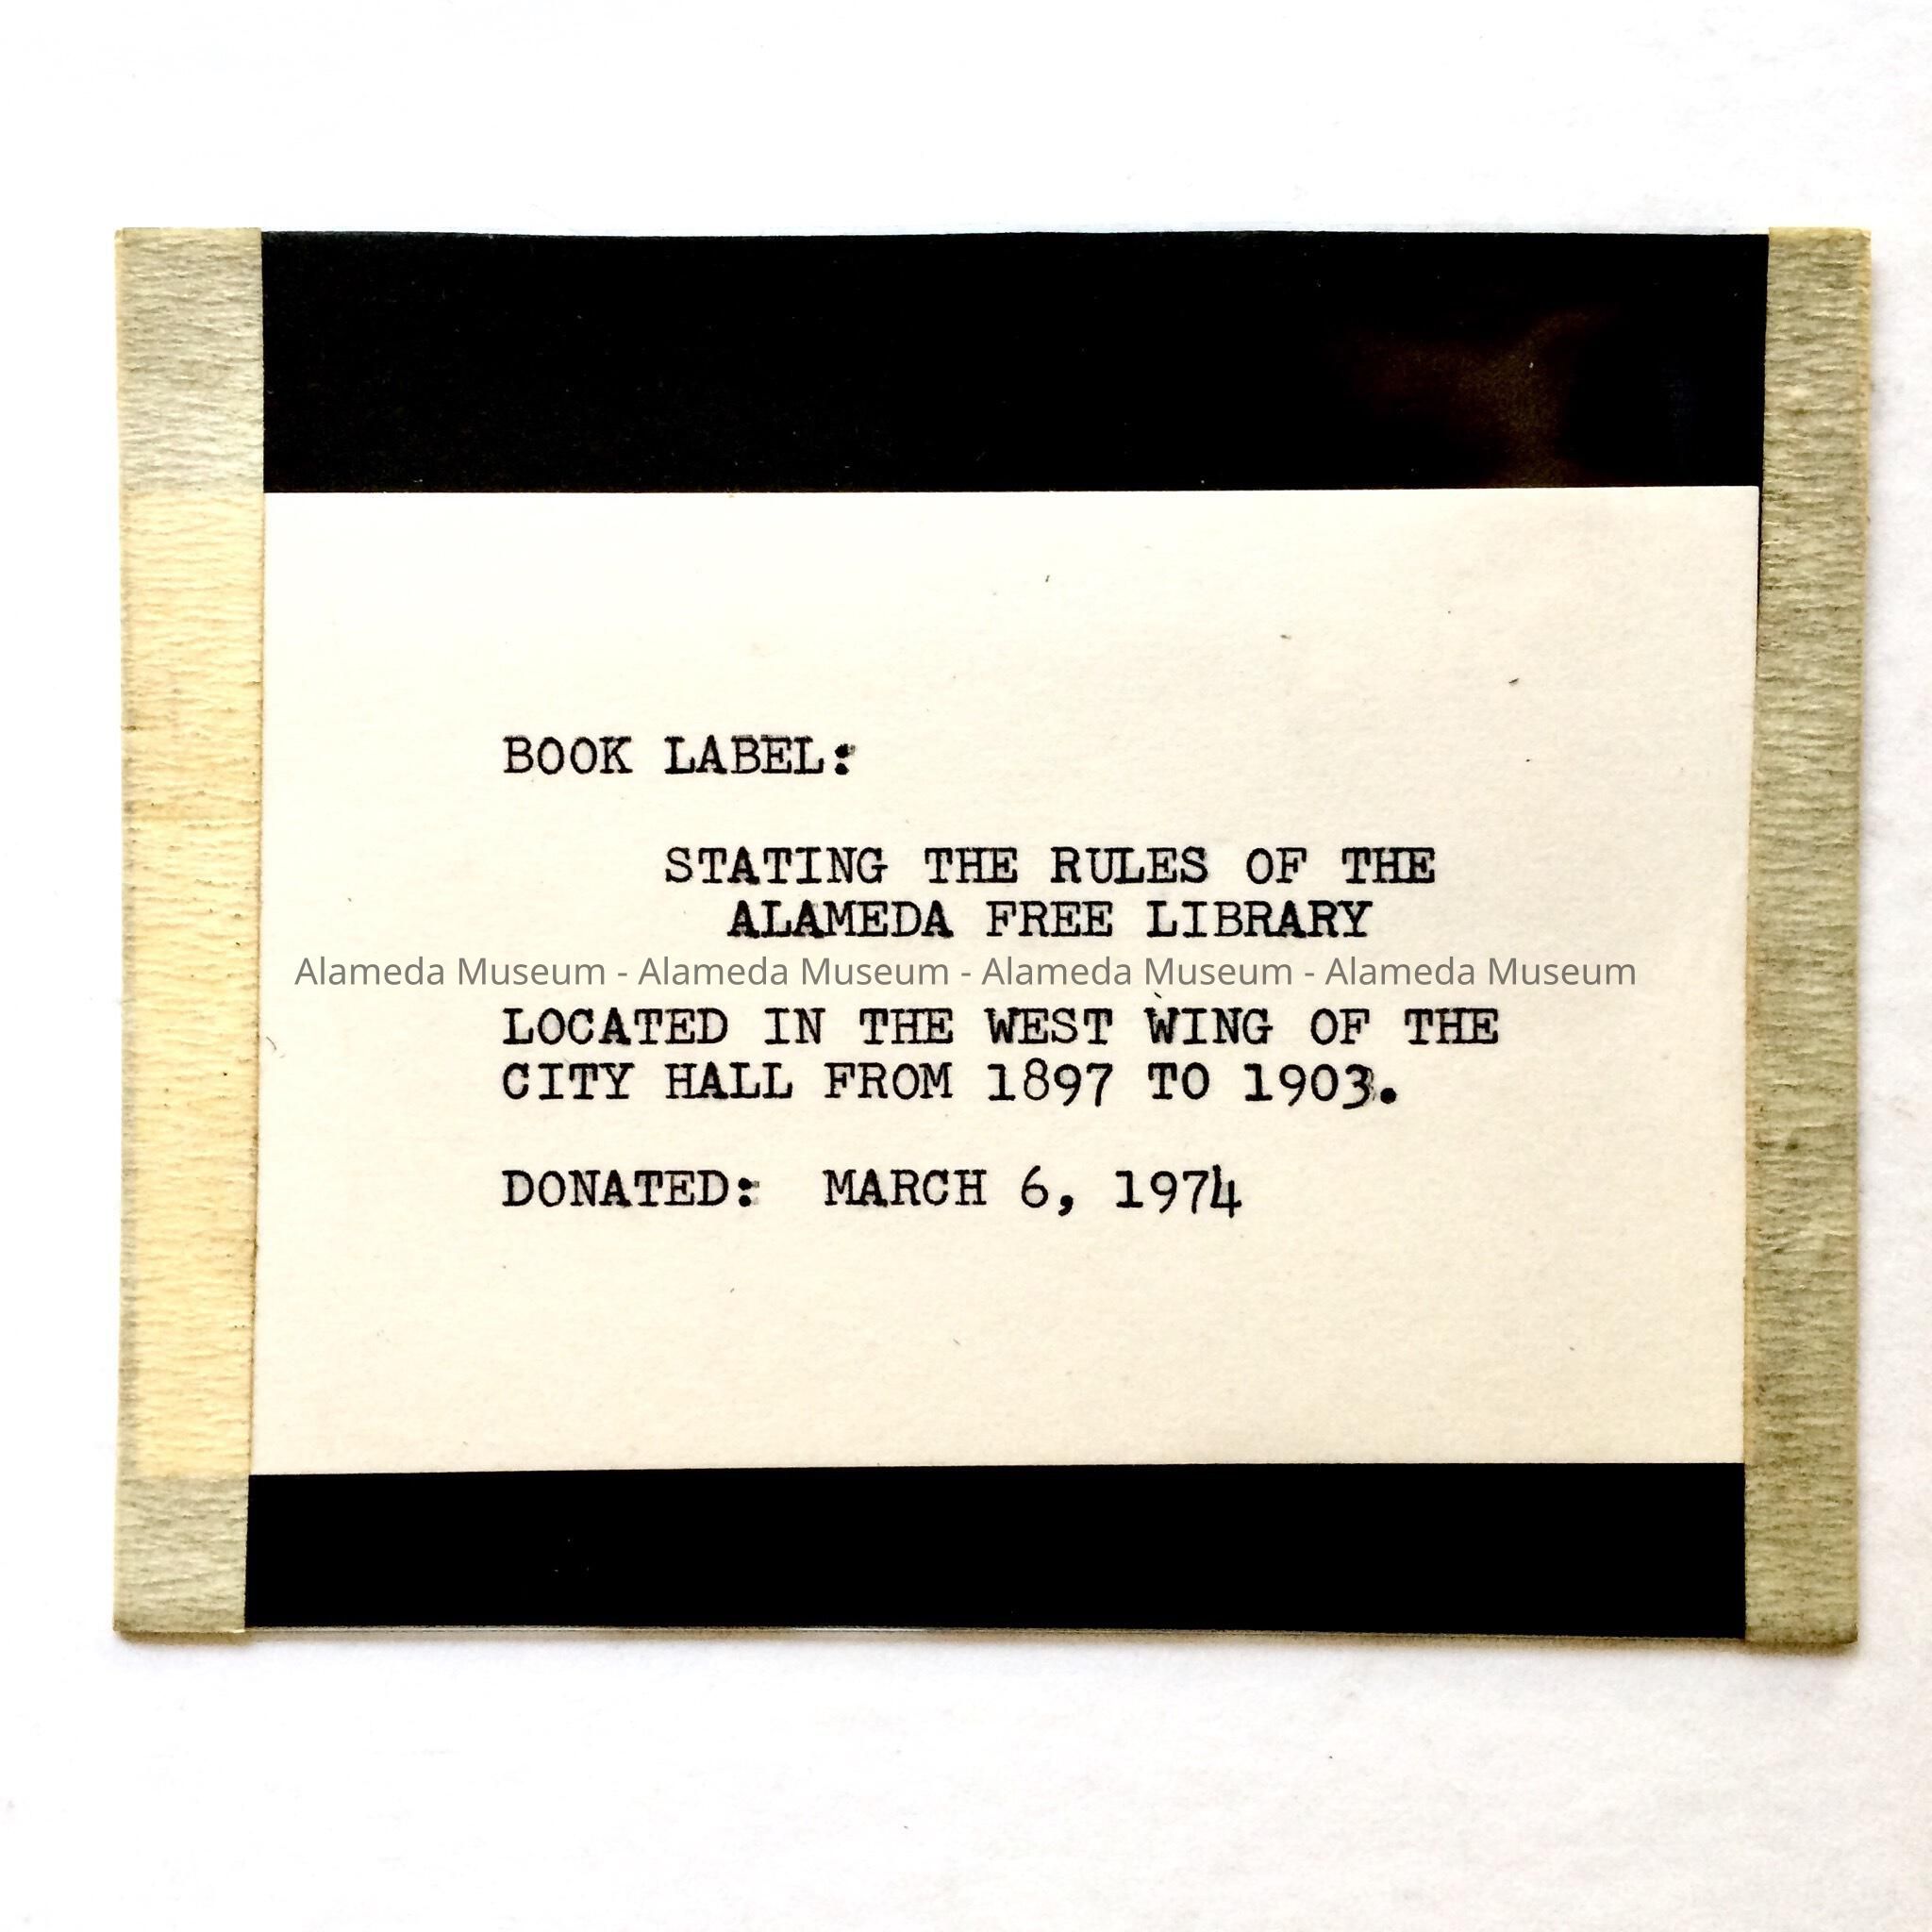 BOOK LABEL:
STATING THE RULES OF THE
ALAMEDA FREE LIBRARY
Alameda Museum - Alameda Museum - Alameda Museum - Alameda Museum
LOCATED IN THE WEST WING OF THE
CITY HALL FROM 1897 TO 1903.
DONATED: MARCH 6, 1974